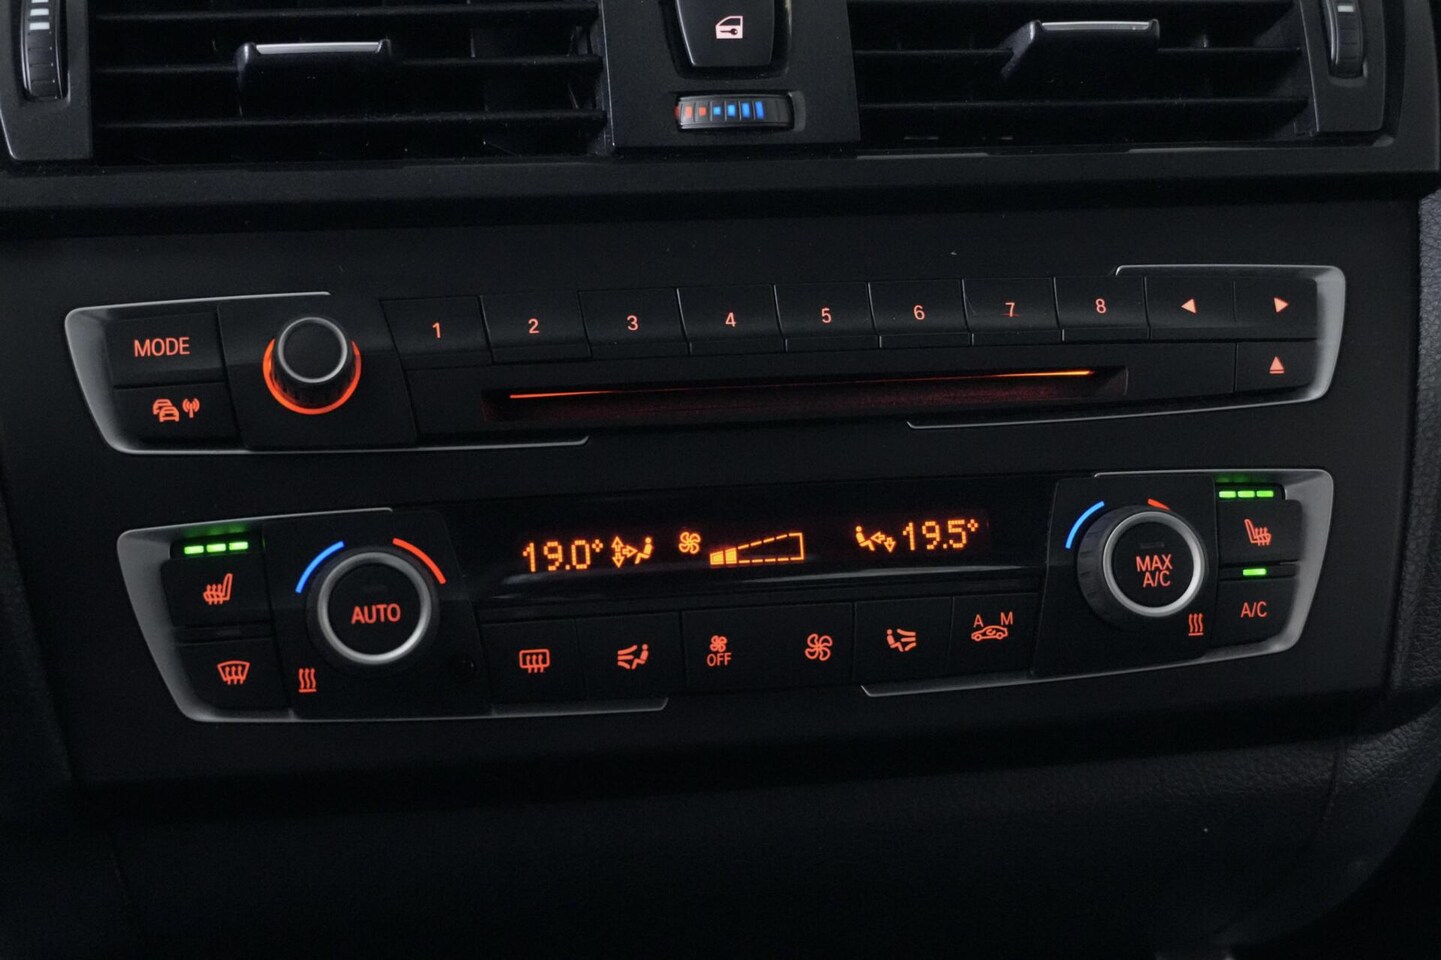 MODE
1 2 3 4 5 6 7 8
19.0° 19.5°
AUTO
MAX
A/C
A/C
OFF
A M